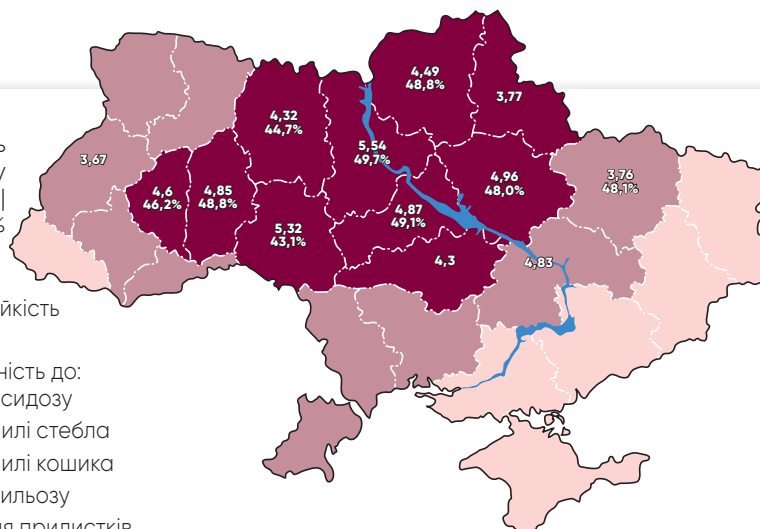 4,49
48,8%
3,77
4,32
44,7%
5,54
49,7%
3,67
4,6
46,2%
4,85
48,8%
4,96
48,0%
3,76
48,1%
4,87
49,1%
5,32
43,1%
4,3
4,83
ь
у
|
%
йкість
ність до:
сидозу
илі стебла
илі кошика
ильозу
ня прилистків